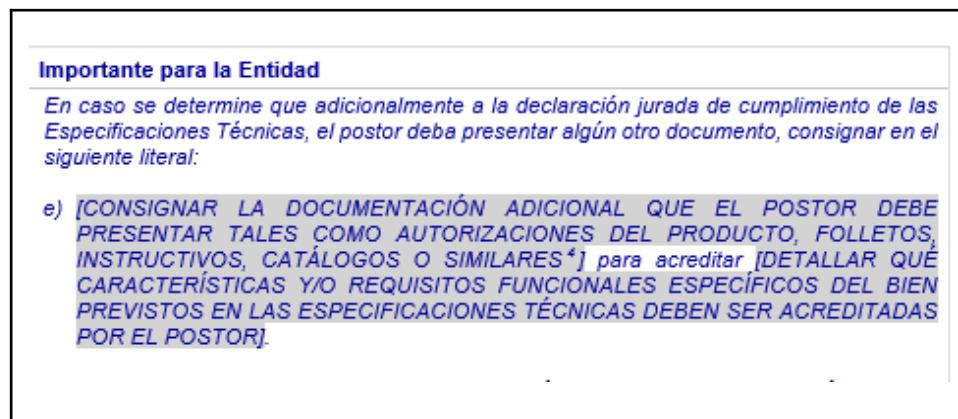 Importante para la Entidad
En caso se determine que adicionalmente a la declaración jurada de cumplimiento de las
Especificaciones Técnicas, el postor deba presentar algún otro documento, consignar en el
siguiente literal:
e) [CONSIGNAR LA DOCUMENTACIÓN ADICIONAL QUE EL POSTOR DEBE
PRESENTAR TALES COMO AUTORIZACIONES DEL PRODUCTO, FOLLETOS,
INSTRUCTIVOS, CATÁLOGOS O SIMILARES⁴] para acreditar [DETALLAR QUÉ
CARACTERÍSTICAS Y/O REQUISITOS FUNCIONALES ESPECÍFICOS DEL BIEN
PREVISTOS EN LAS ESPECIFICACIONES TÉCNICAS DEBEN SER ACREDITADAS
POR EL POSTOR].